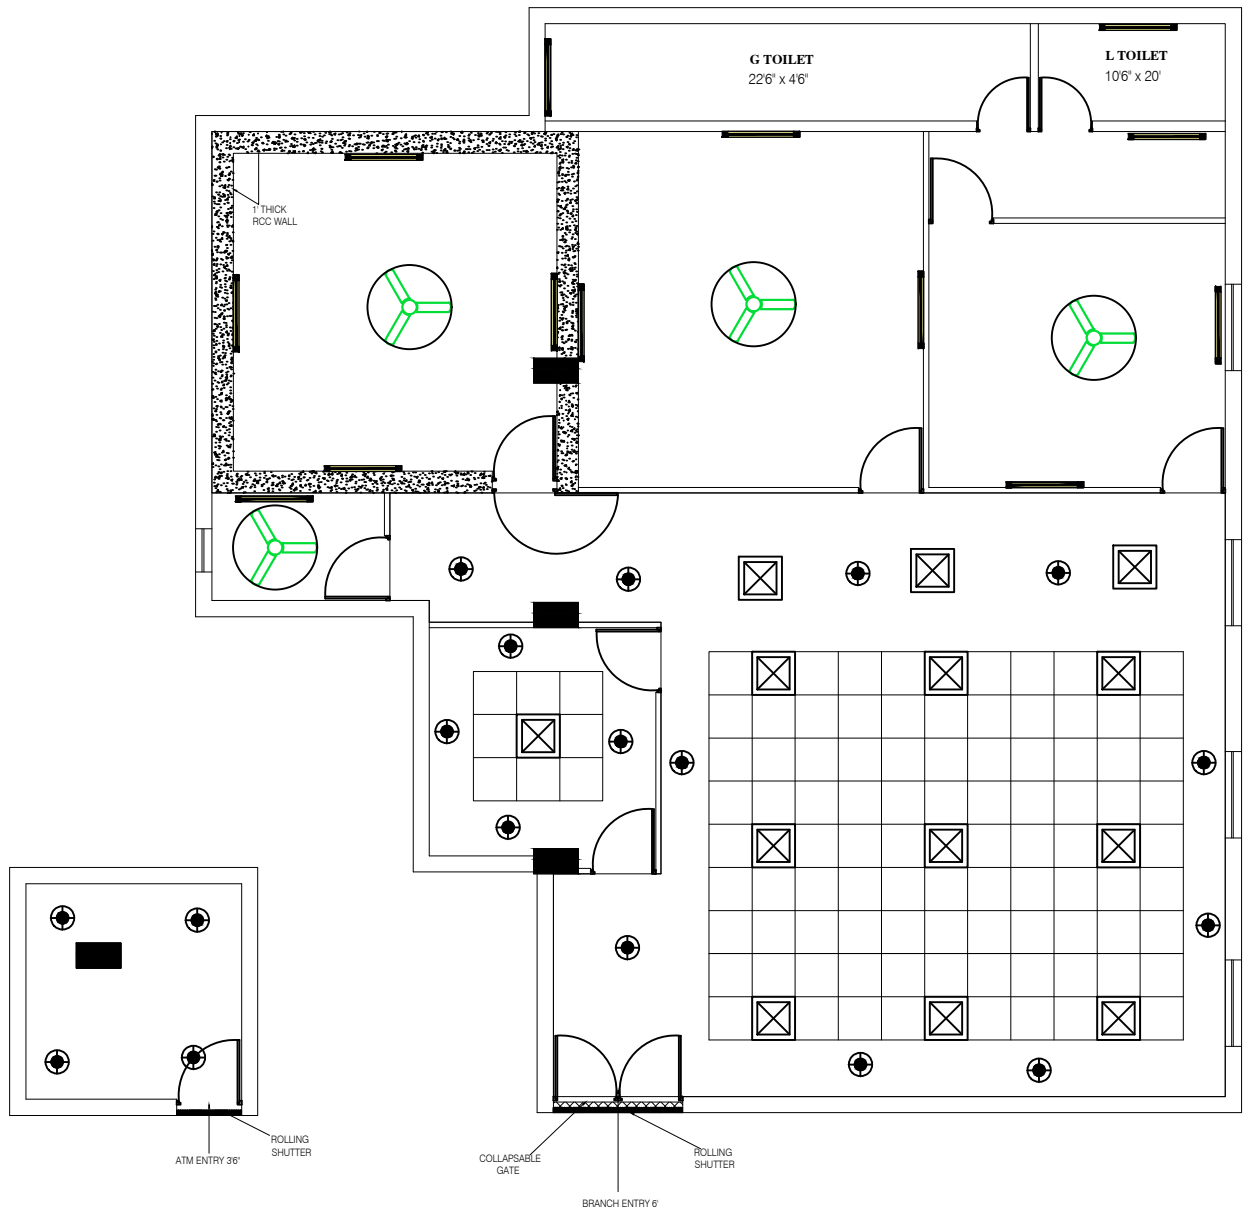 G TOILET
22'6" x 4'6"
L TOILET
10'6" x 20'
1' THICK
RCC WALL
ROLLING
SHUTTER
ATM ENTRY 3'6"
COLLAPSABLE
GATE
ROLLING
SHUTTER
BRANCH ENTRY 6'